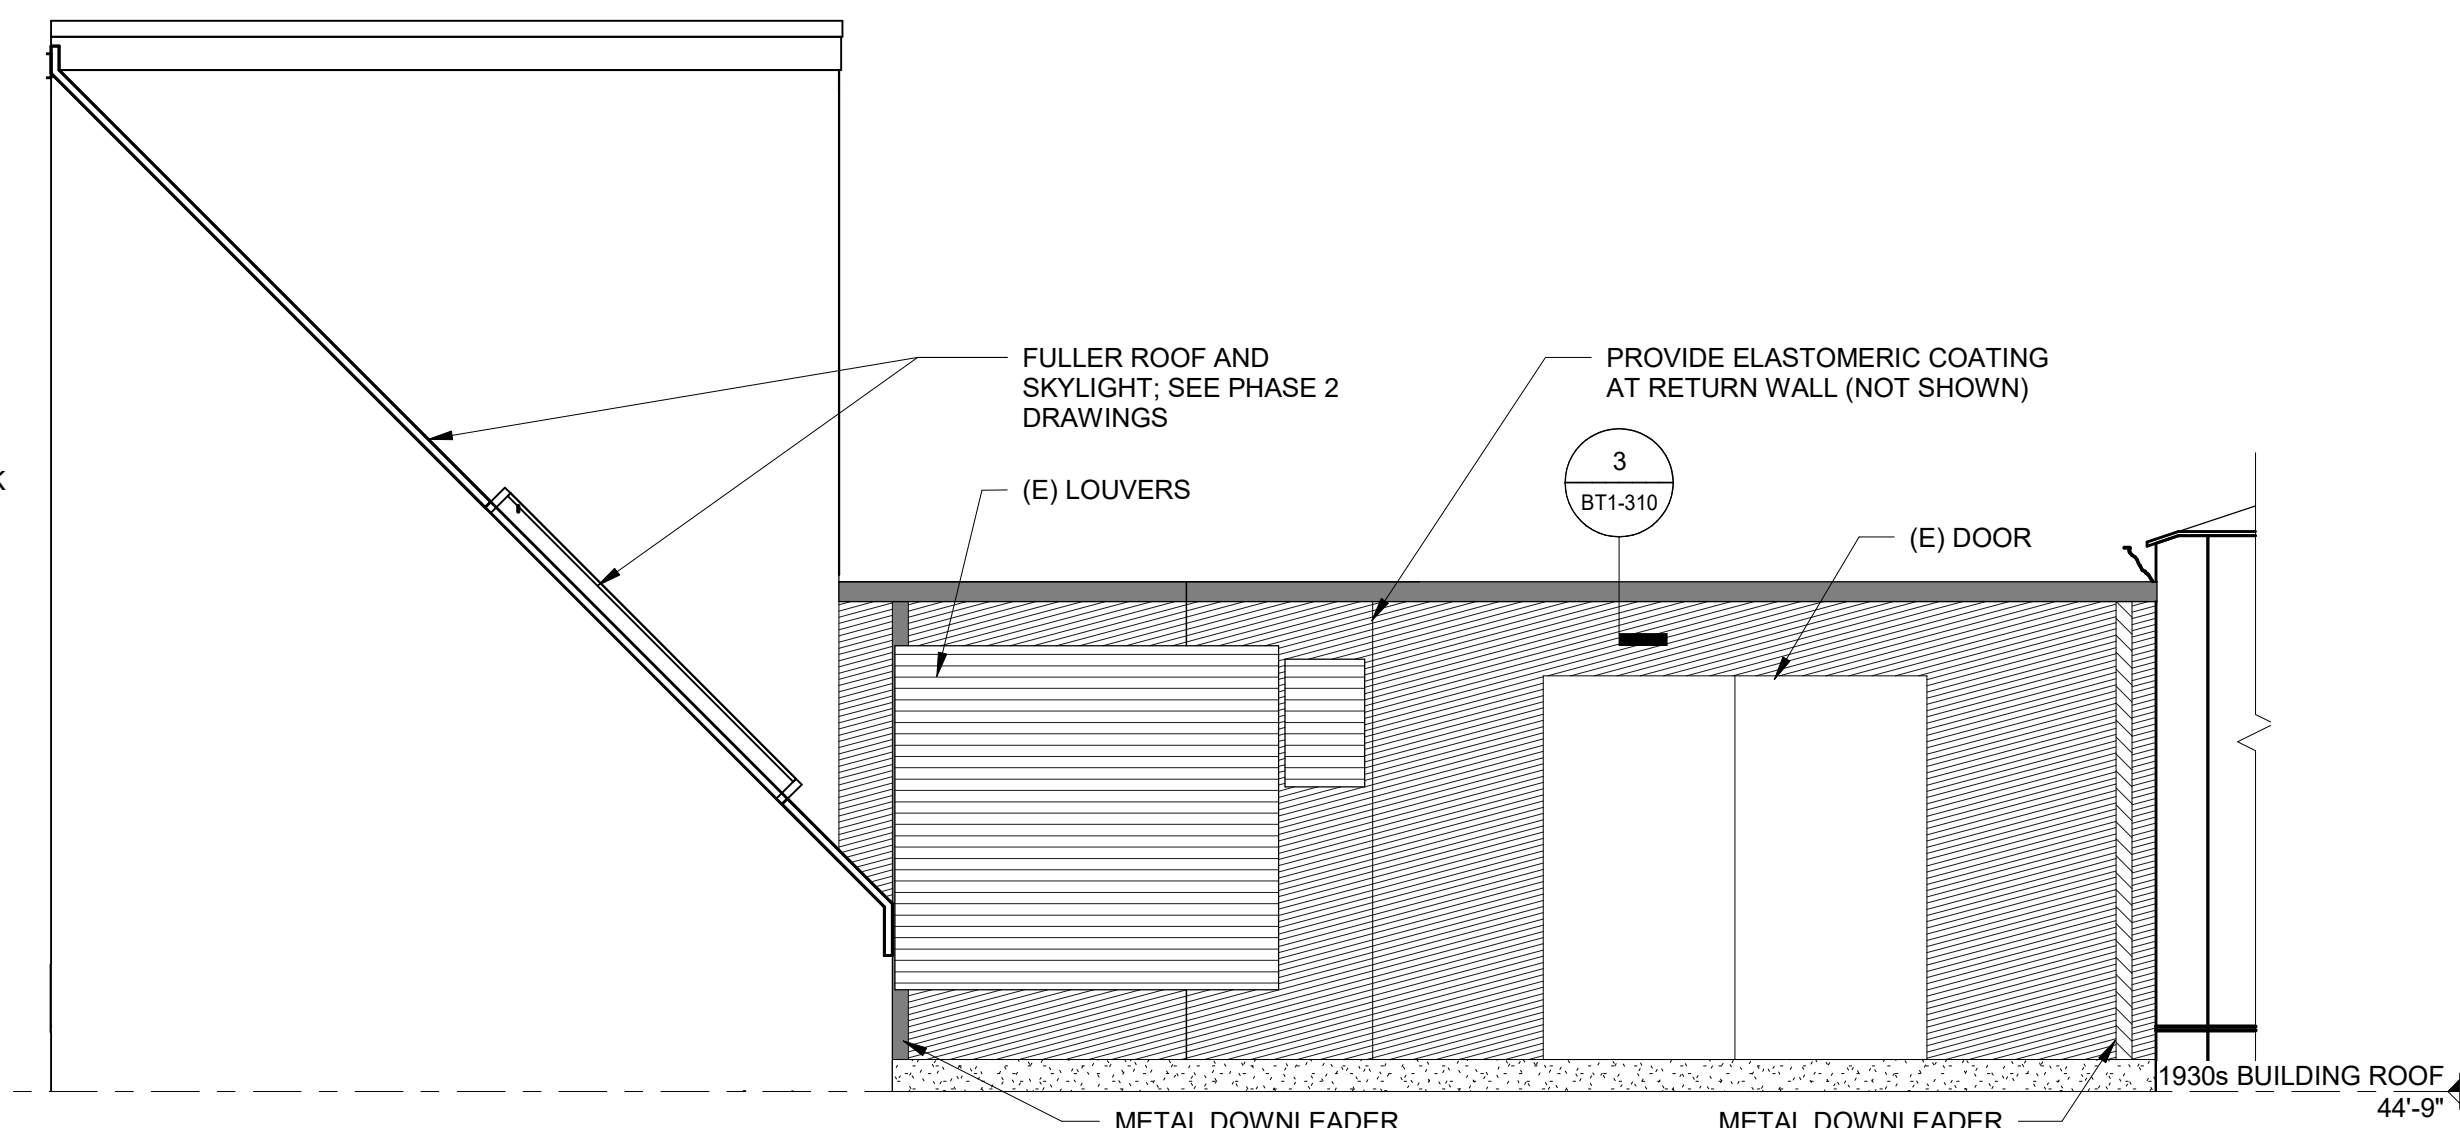 FULLER ROOF AND
SKYLIGHT; SEE PHASE 2
DRAWINGS
PROVIDE ELASTOMERIC COATING
AT RETURN WALL (NOT SHOWN)
K
(E) LOUVERS
3
BT1-310
(E) DOOR
1930s BUILDING ROOF
44'-9"
METAL DOWNLEADER
METAL DOWNLEADER